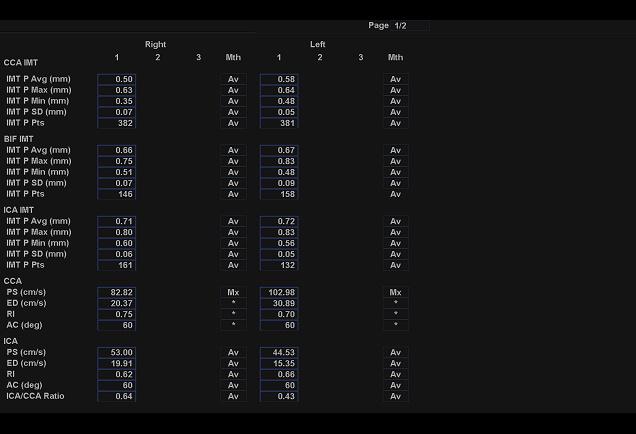 Page 1/2
Right Left
1 2 3 Mth 1 2 3 Mth
CCA IMT
IMT P Avg (mm) 0.50 Av 0.58 Av
IMT P Max (mm) 0.63 Av 0.64 Av
IMT P Min (mm) 0.35 Av 0.48 Av
IMT P SD (mm) 0.07 Av 0.05 Av
IMT P Pts 382 Av 381 Av
BIF IMT
IMT P Avg (mm) 0.66 Av 0.67 Av
IMT P Max (mm) 0.75 Av 0.83 Av
IMT P Min (mm) 0.51 Av 0.48 Av
IMT P SD (mm) 0.07 Av 0.09 Av
IMT P Pts 146 Av 158 Av
ICA IMT
IMT P Avg (mm) 0.71 Av 0.72 Av
IMT P Max (mm) 0.80 Av 0.83 Av
IMT P Min (mm) 0.60 Av 0.56 Av
IMT P SD (mm) 0.06 Av 0.05 Av
IMT P Pts 161 Av 132 Av
CCA
PS (cm/s) 82.82 Mx 102.98 Mx
ED (cm/s) 20.37 * 30.89 *
RI 0.75 * 0.70 *
AC (deg) 60 * 60 *
ICA
PS (cm/s) 53.00 Av 44.53 Av
ED (cm/s) 19.91 Av 15.35 Av
RI 0.62 Av 0.66 Av
AC (deg) 60 Av 60 Av
ICA/CCA Ratio 0.64 Av 0.43 Av